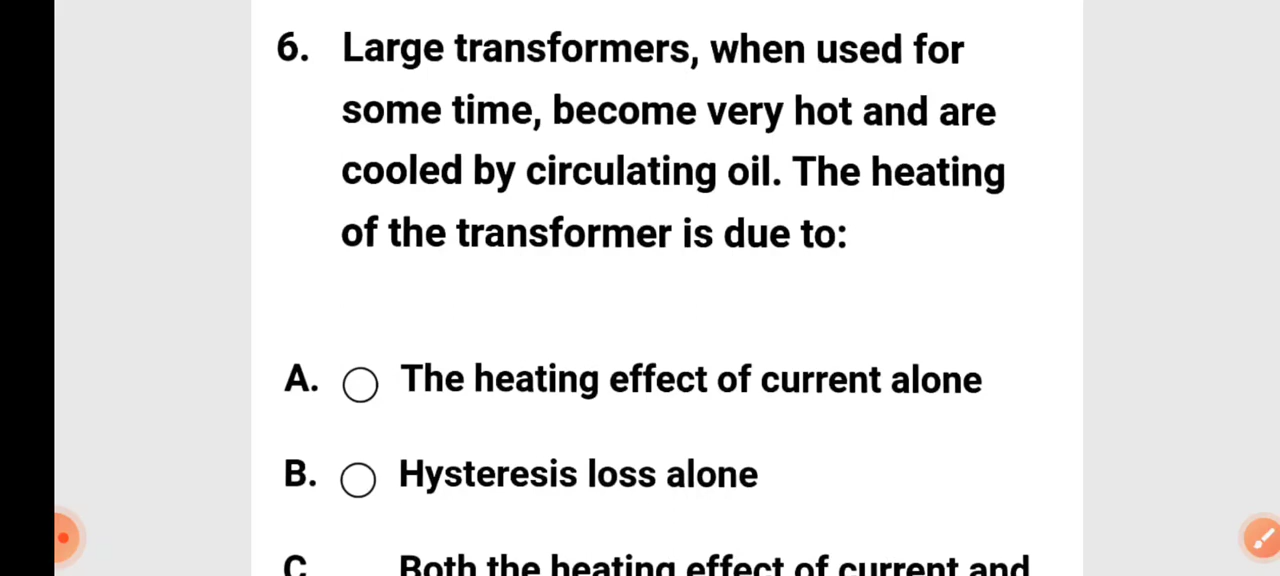 6. Large transformers, when used for
some time, become very hot and are
cooled by circulating oil. The heating
of the transformer is due to:
A. The heating effect of current alone
B. Hysteresis loss alone
C. Both the heating effect of current and